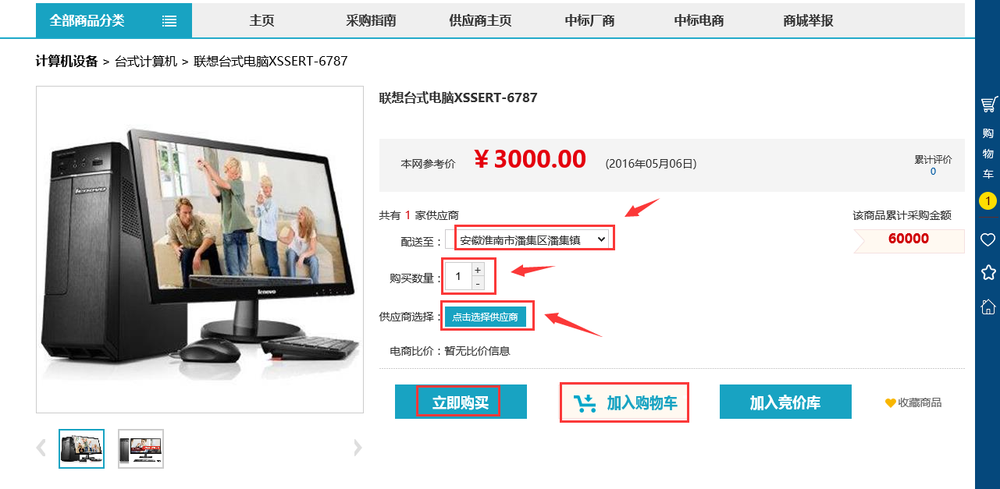 全部商品分类 主页 采购指南 供应商主页 中标厂商 中标电商 商城举报
计算机设备 > 台式计算机 > 联想台式电脑XSSERT-6787
联想台式电脑XSSERT-6787
本网参考价 ¥ 3000.00 (2016年05月06日) 累计评价
0
共有 1 家供应商 该商品累计采购金额
配送至： 安徽淮南市潘集区潘集镇 60000
购买数量： 1 + -
供应商选择： 点击选择供应商
电商比价：暂无比价信息
立即购买 加入购物车 加入竞价库 收藏商品
购
物
车
1
lenovo
lenovo